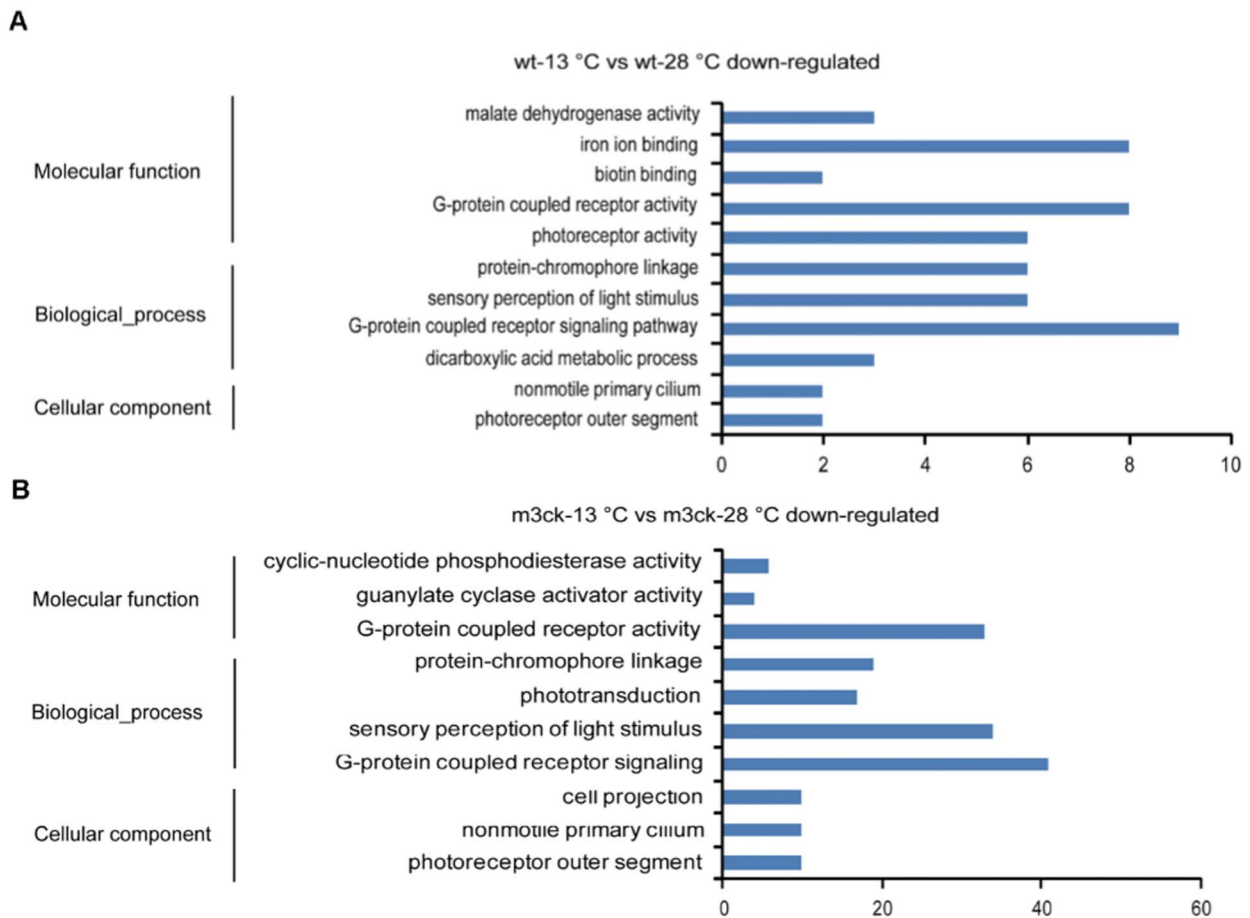 A
wt-13 °C vs wt-28 °C down-regulated
Molecular function
malate dehydrogenase activity
iron ion binding
biotin binding
G-protein coupled receptor activity
photoreceptor activity
Biological_process
protein-chromophore linkage
sensory perception of light stimulus
G-protein coupled receptor signaling pathway
dicarboxylic acid metabolic process
Cellular component
nonmotile primary cilium
photoreceptor outer segment
0 2 4 6 8 10
B
m3ck-13 °C vs m3ck-28 °C down-regulated
Molecular function
cyclic-nucleotide phosphodiesterase activity
guanylate cyclase activator activity
G-protein coupled receptor activity
Biological_process
protein-chromophore linkage
phototransduction
sensory perception of light stimulus
G-protein coupled receptor signaling
Cellular component
cell projection
nonmotile primary cilium
photoreceptor outer segment
0 20 40 60